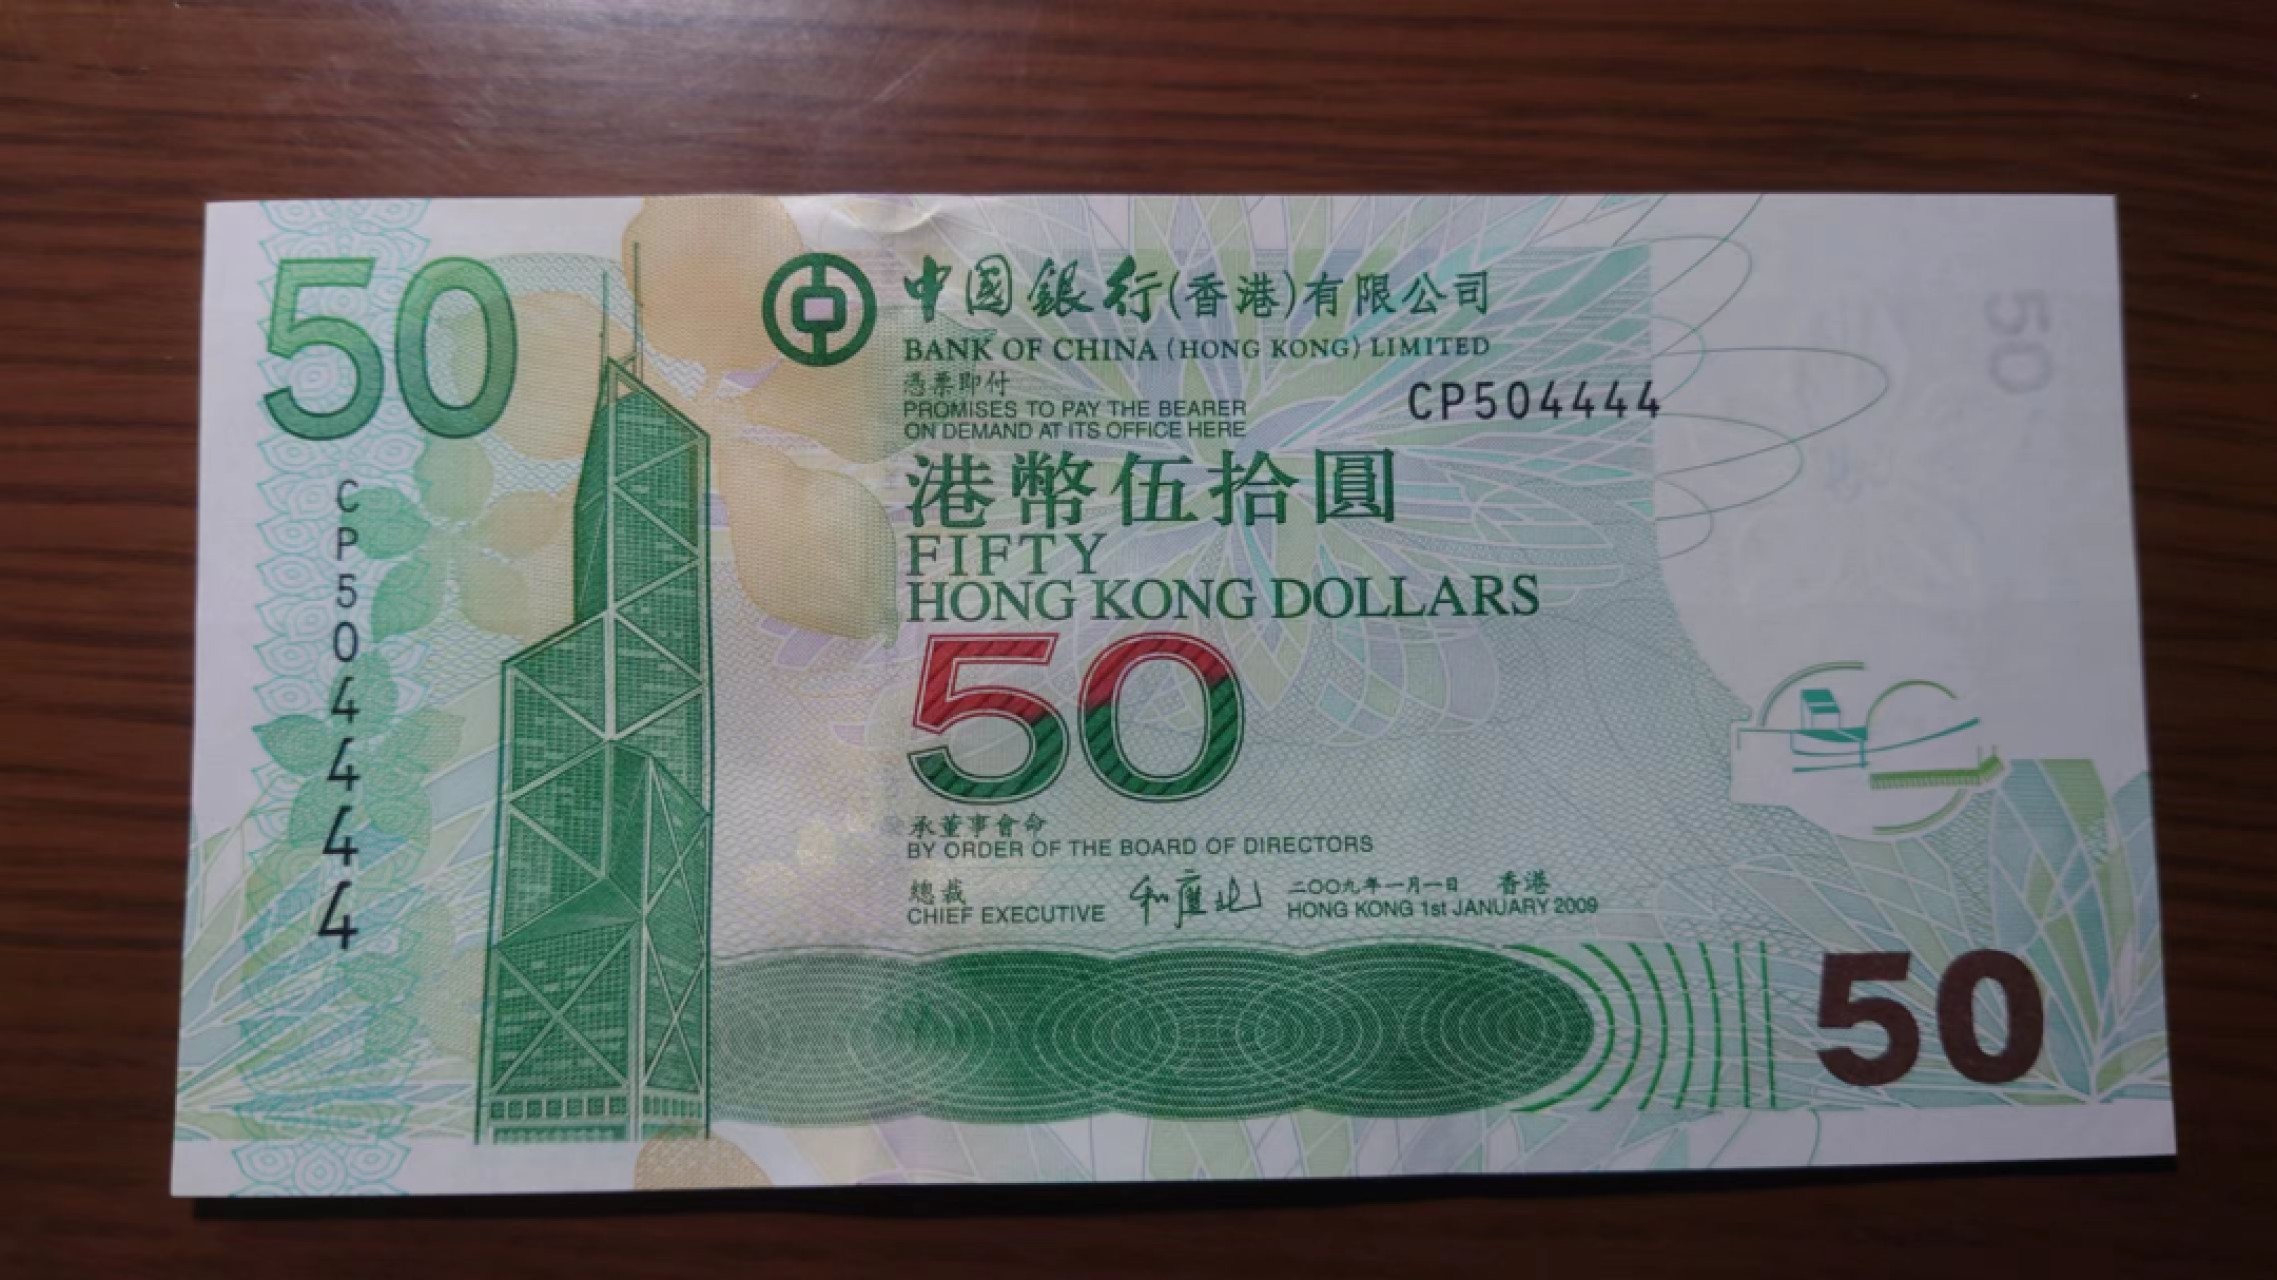 50
中國銀行(香港)有限公司
BANK OF CHINA (HONG KONG) LIMITED
憑票即付
PROMISES TO PAY THE BEARER
ON DEMAND AT ITS OFFICE HERE
CP504444
50
港幣伍拾圓
FIFTY
HONG KONG DOLLARS
50
CP504444
承董事會命
BY ORDER OF THE BOARD OF DIRECTORS
總裁
CHIEF EXECUTIVE
和廣北
二〇〇九年一月一日 香港
HONG KONG 1st JANUARY 2009
50